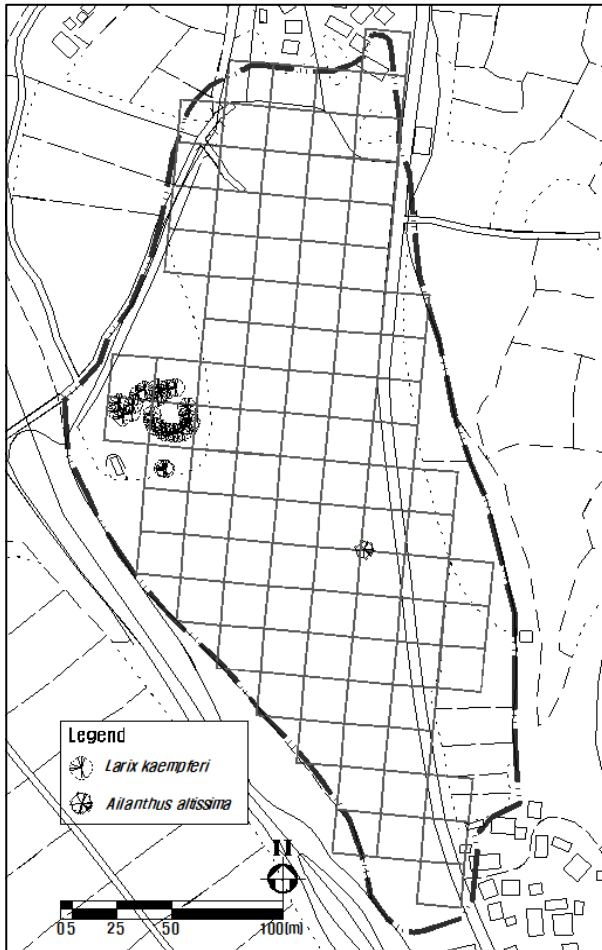 Legend
Larix kaempferi
Ailanthus altissima
N
0 5 25 50 100(m)